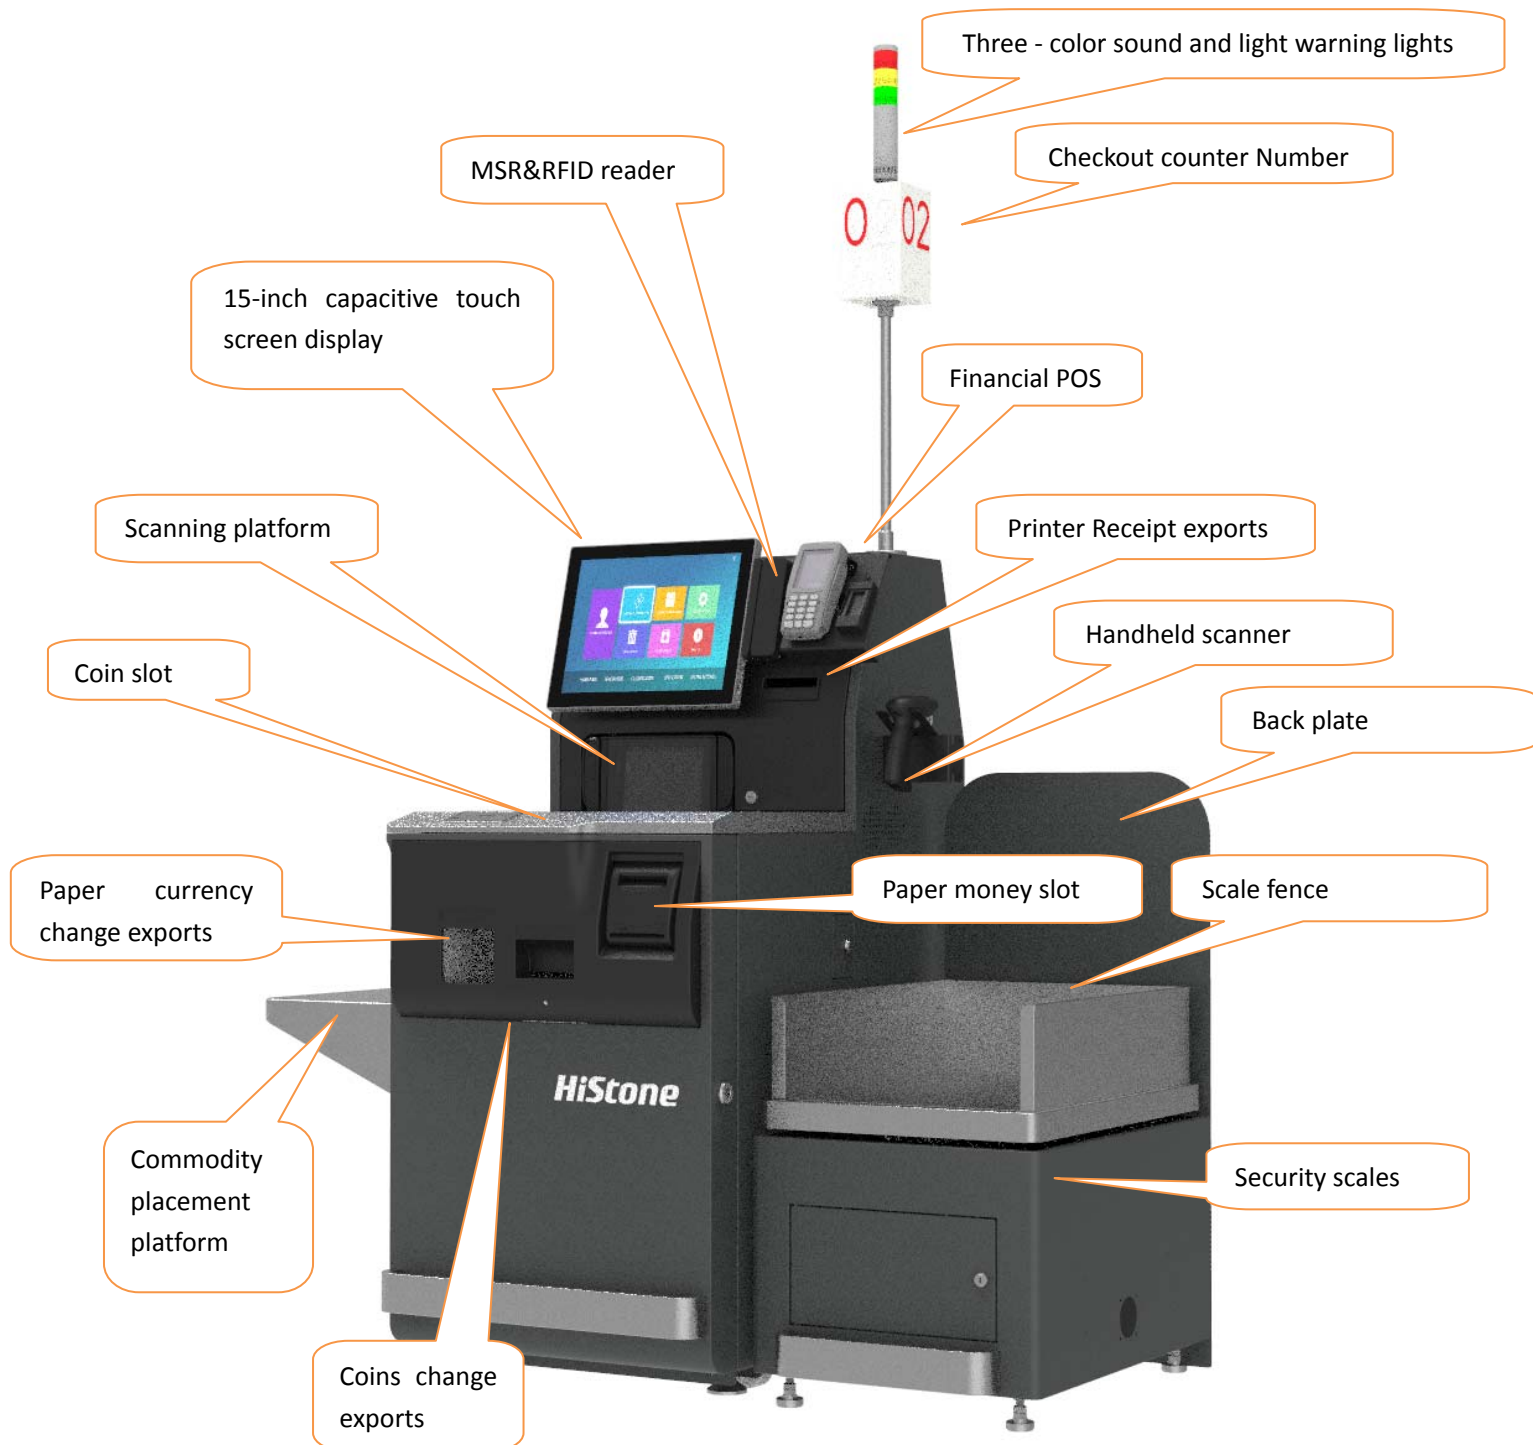 Three - color sound and light warning lights
Checkout counter Number
MSR&RFID reader
O 02
15-inch capacitive touch
screen display
Financial POS
Scanning platform
Printer Receipt exports
Handheld scanner
Coin slot
Back plate
Paper currency
change exports
Paper money slot
Scale fence
HiStone
Commodity
placement
platform
Security scales
Coins change
exports